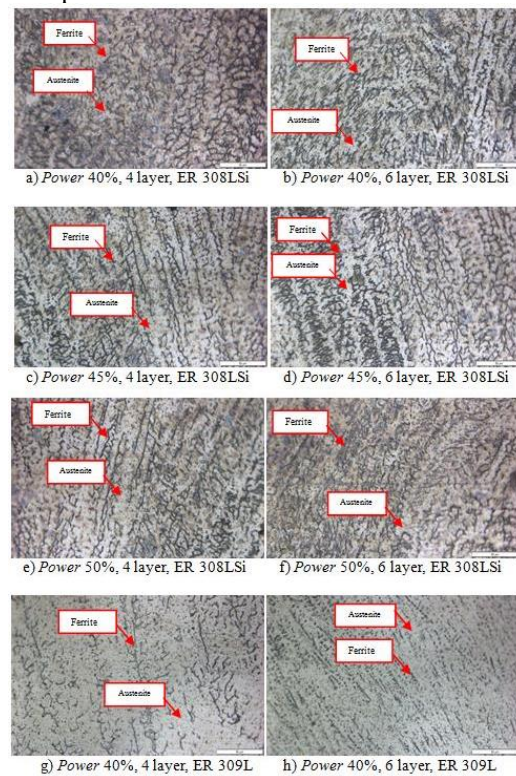 Ferrite
Austenite
a) Power 40%, 4 layer, ER 308LSi
Ferrite
Austenite
b) Power 40%, 6 layer, ER 308LSi
Ferrite
Austenite
c) Power 45%, 4 layer, ER 308LSi
Ferrite
Austenite
d) Power 45%, 6 layer, ER 308LSi
Ferrite
Austenite
e) Power 50%, 4 layer, ER 308LSi
Ferrite
Austenite
f) Power 50%, 6 layer, ER 308LSi
Ferrite
Austenite
g) Power 40%, 4 layer, ER 309L
Austenite
Ferrite
h) Power 40%, 6 layer, ER 309L